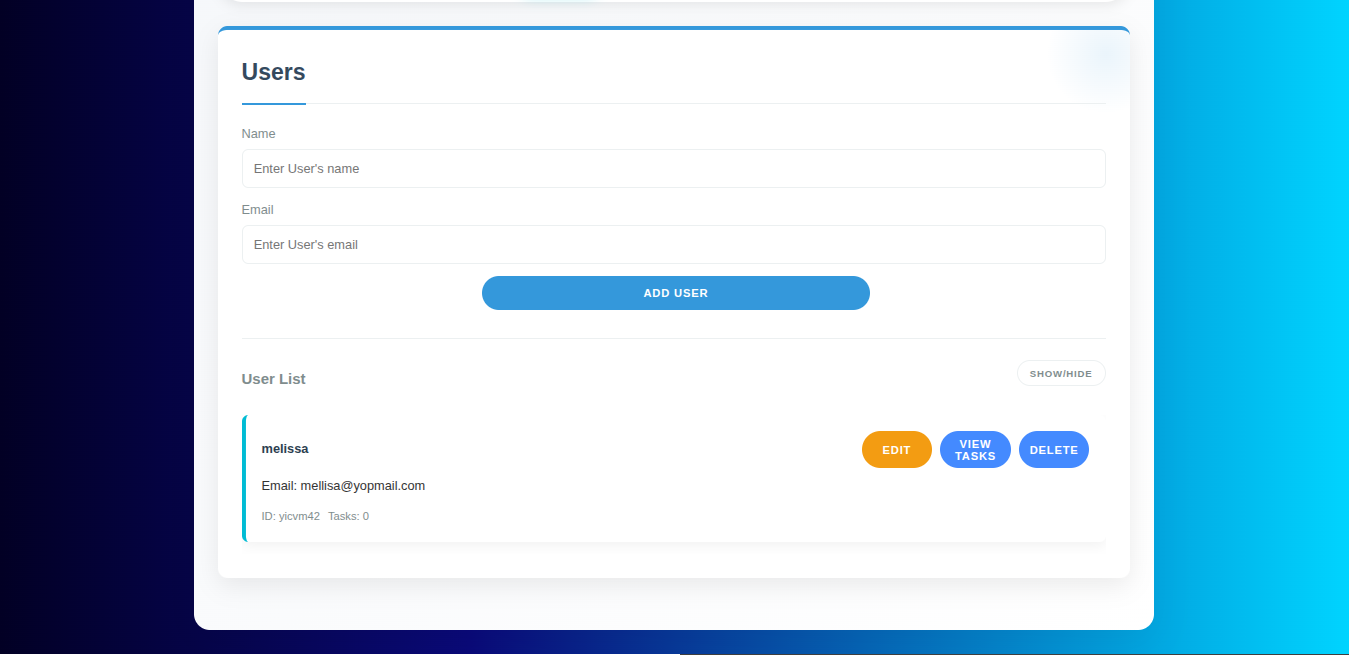 Users
Name
Enter User's name
Email
Enter User's email
ADD USER
User List
SHOW/HIDE
melissa
EDIT
VIEW
TASKS
DELETE
Email: mellisa@yopmail.com
ID: yicvm42 Tasks: 0